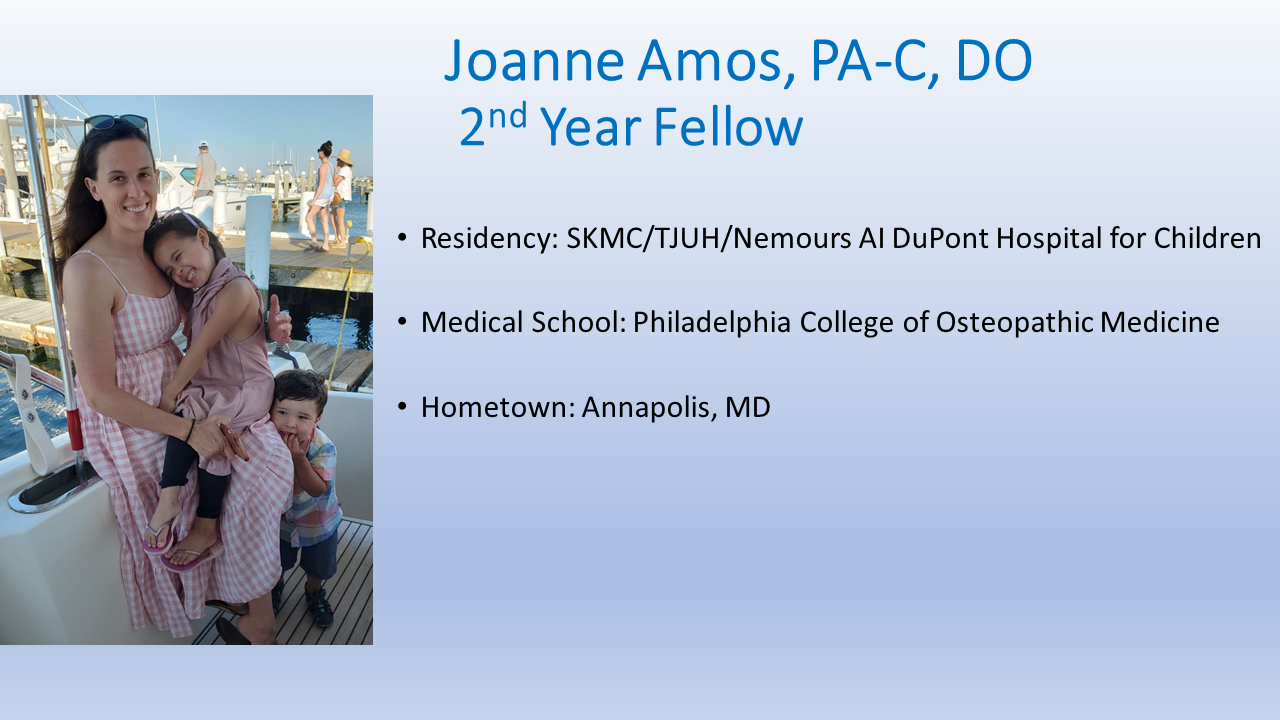 Joanne Amos, PA-C, DO
2nd Year Fellow
• Residency: SKMC/TJUH/Nemours AI DuPont Hospital for Children
• Medical School: Philadelphia College of Osteopathic Medicine
• Hometown: Annapolis, MD